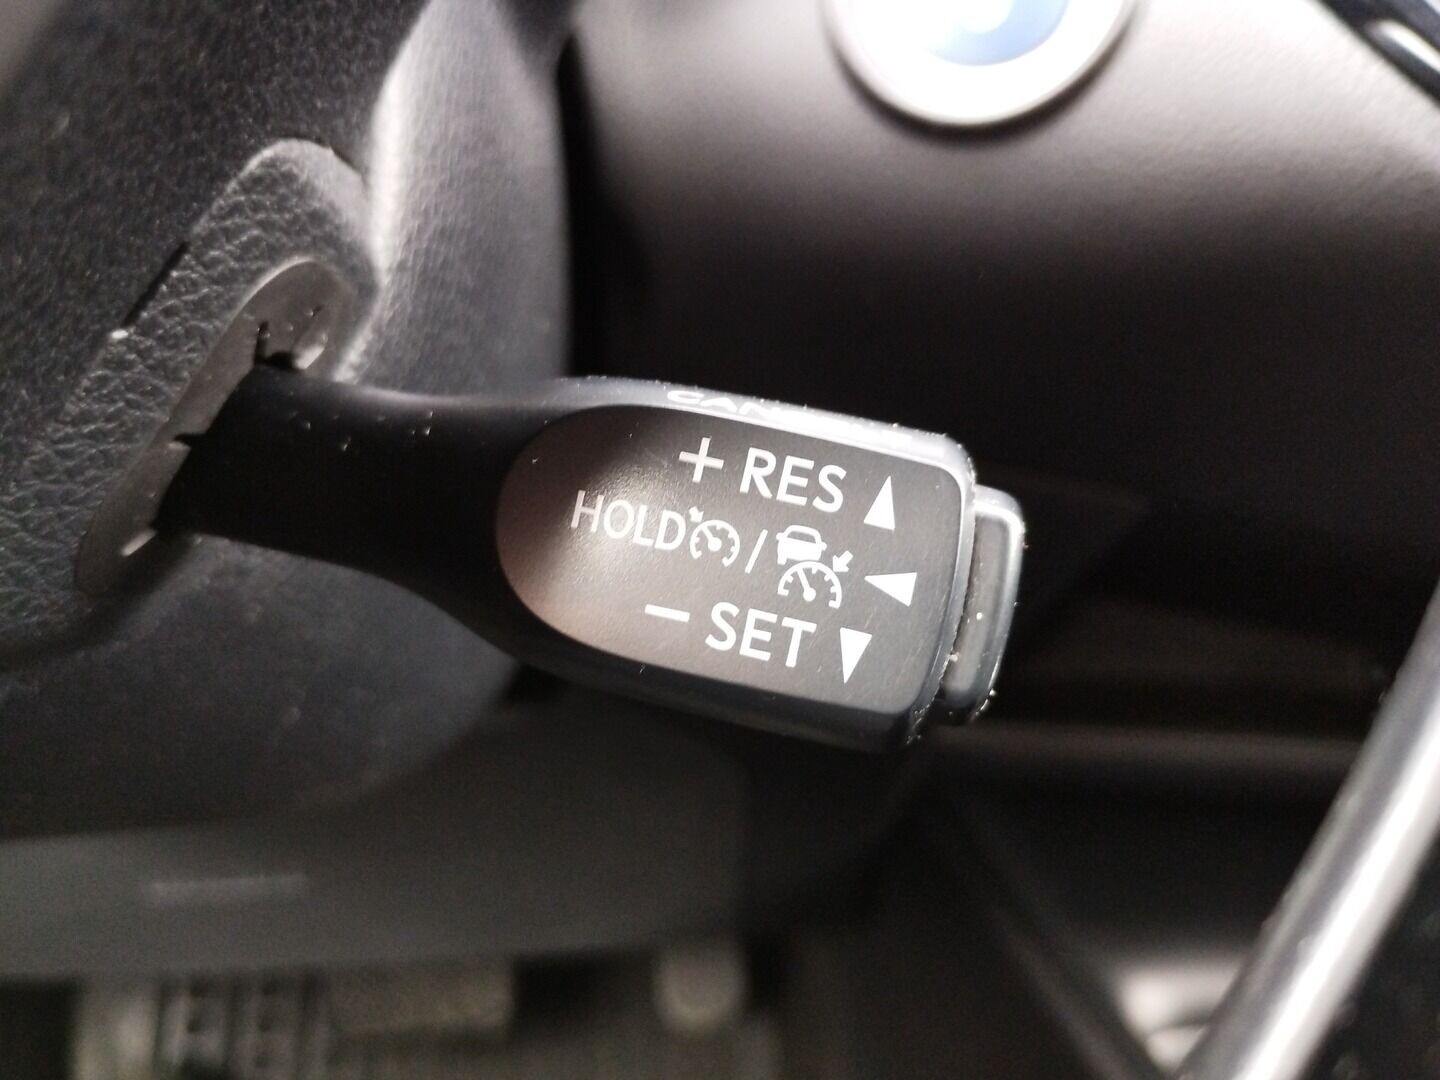 + RES
HOLD /
− SET